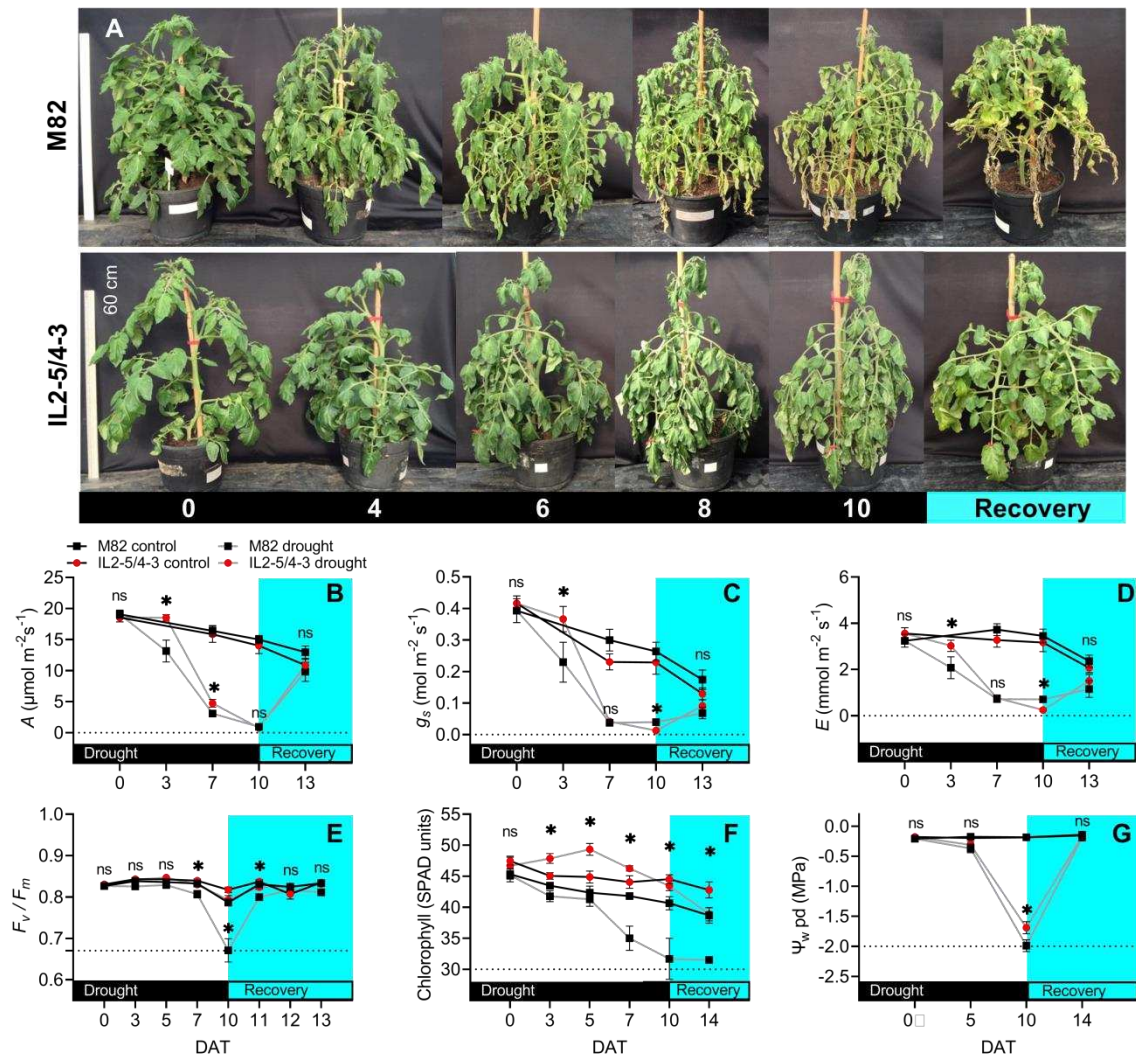 A
M82
60 cm
IL2-5/4-3
0 4 6 8 10 Recovery
M82 control M82 drought
IL2-5/4-3 control IL2-5/4-3 drought
B
A (µmol m⁻²s⁻¹)
25
20
15
10
5
0
ns
*
*
ns
ns
Drought Recovery
0 3 7 10 13
C
gₛ (mol m⁻² s⁻¹)
0.5
0.4
0.3
0.2
0.1
0.0
ns
*
ns
*
ns
Drought Recovery
0 3 7 10 13
D
E (mmol m⁻² s⁻¹)
6
4
2
0
ns
*
ns
*
ns
Drought Recovery
0 3 7 10 13
E
Fᵥ / Fₘ
1.0
0.9
0.8
0.7
0.6
ns ns ns * * * ns ns
Drought Recovery
0 3 5 7 10 11 12 13
DAT
F
Chlorophyll (SPAD units)
55
50
45
40
35
30
ns * * * * *
Drought Recovery
0 3 5 7 10 14
DAT
G
Ψw pd (MPa)
0.0
-0.5
-1.0
-1.5
-2.0
-2.5
ns ns * ns
Drought Recovery
0 5 10 14
DAT